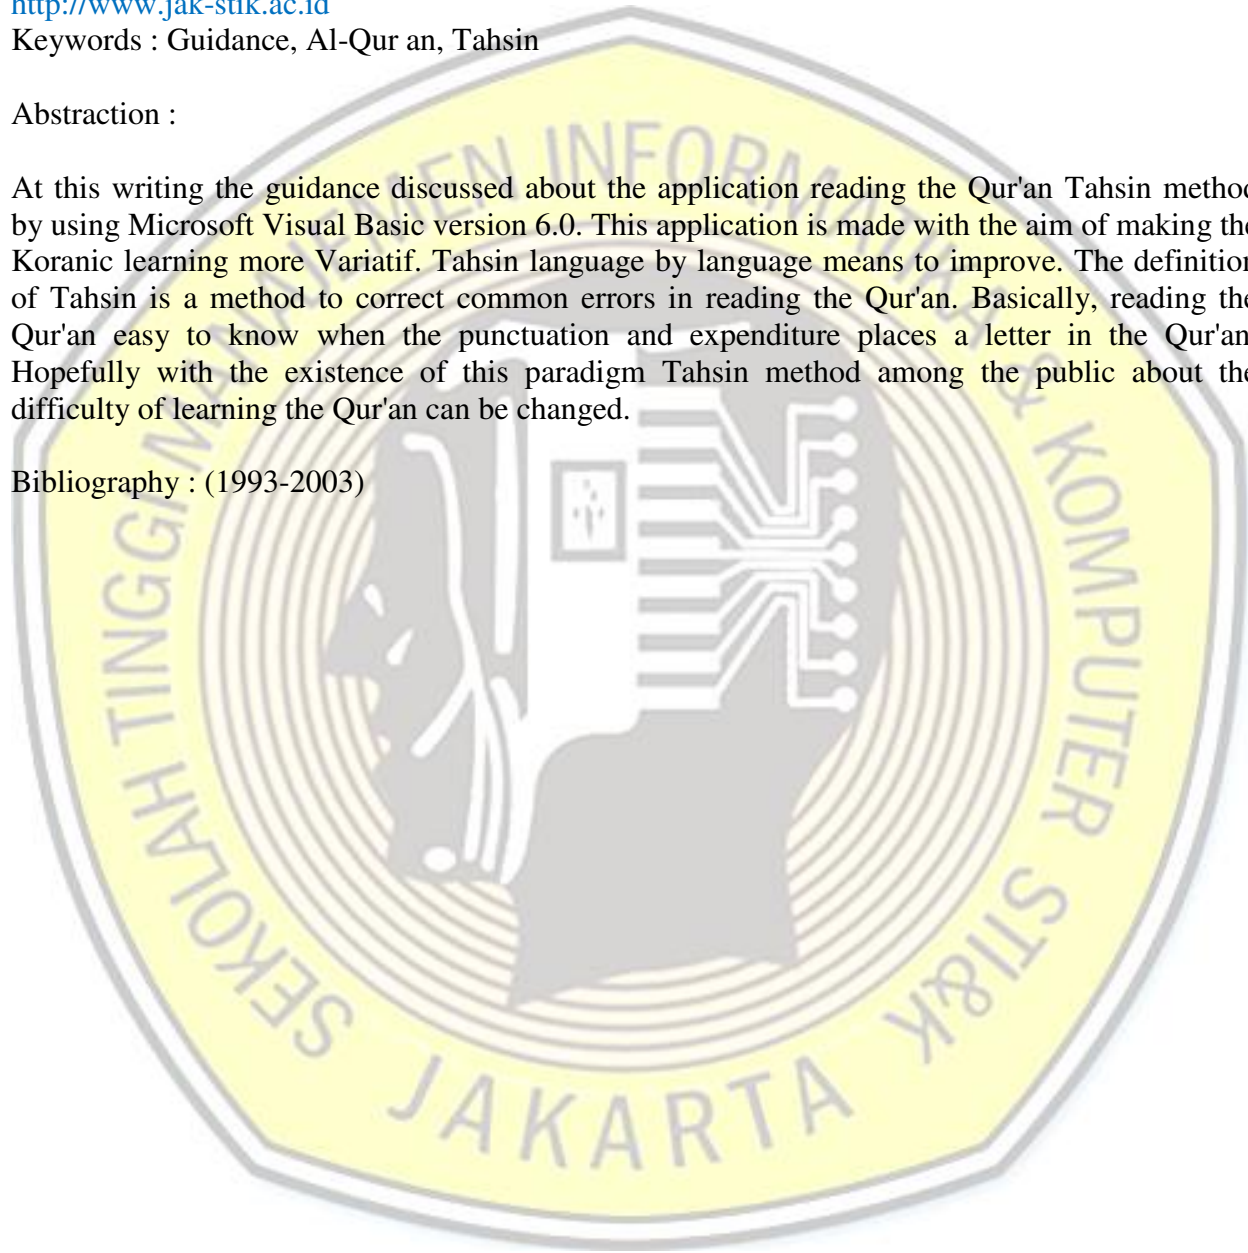 http://www.jak-stik.ac.id
Keywords : Guidance, Al-Qur an, Tahsin
Abstraction :
At this writing the guidance discussed about the application reading the Qur'an Tahsin method
by using Microsoft Visual Basic version 6.0. This application is made with the aim of making the
Koranic learning more Variatif. Tahsin language by language means to improve. The definition
of Tahsin is a method to correct common errors in reading the Qur'an. Basically, reading the
Qur'an easy to know when the punctuation and expenditure places a letter in the Qur'an
Hopefully with the existence of this paradigm Tahsin method among the public about the
difficulty of learning the Qur'an can be changed.
Bibliography : (1993-2003)
SEKOLAH TINGGI MANAJEMEN INFORMATIKA & KOMPUTER STI&K
JAKARTA